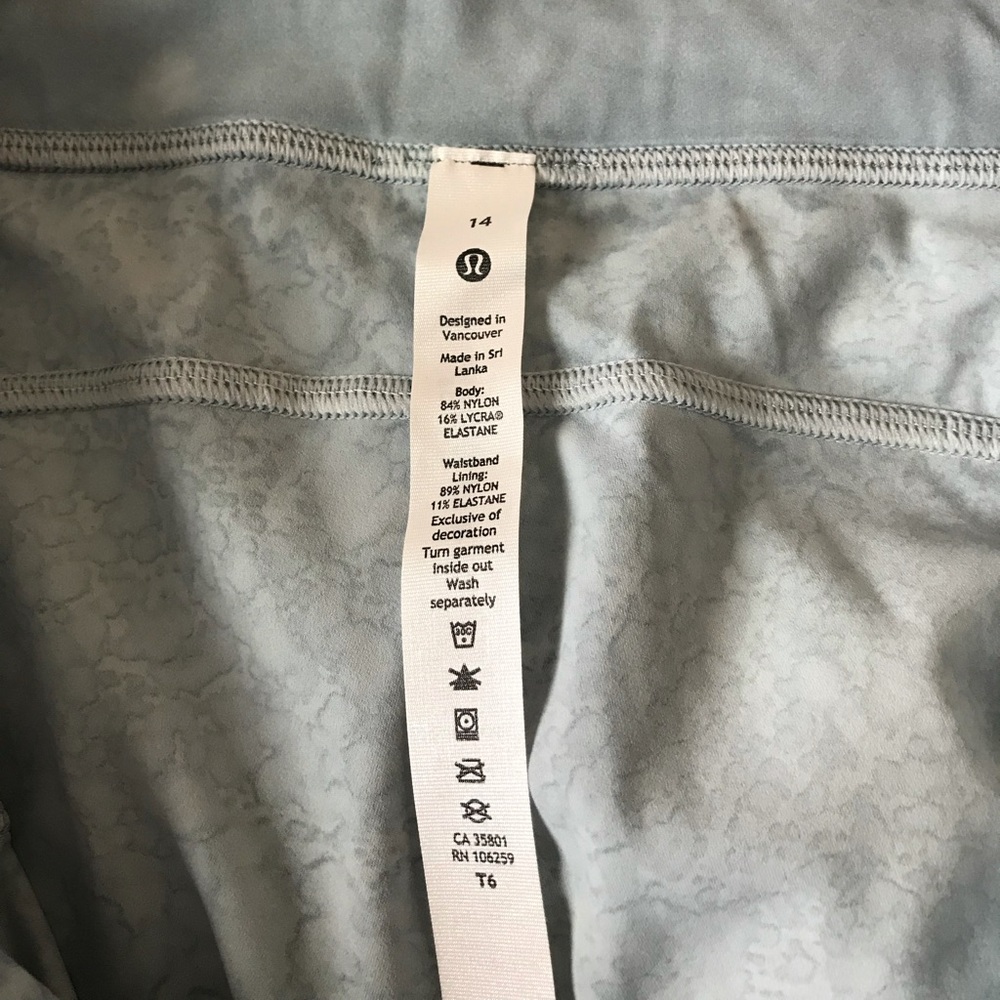 14
Designed in
Vancouver
Made in Sri
Lanka
Body:
84% NYLON
16% LYCRA®
ELASTANE
Waistband
Lining:
89% NYLON
11% ELASTANE
Exclusive of
decoration
Turn garment
inside out
Wash
separately
30C
CA 35801
RN 106259
T6